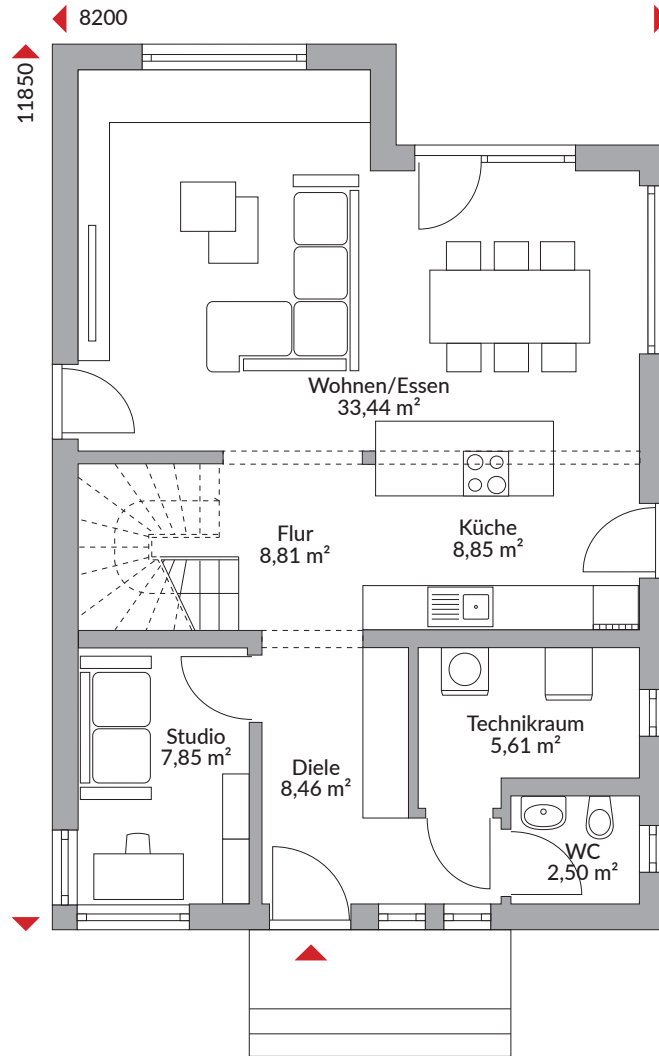 8200
11850
Wohnen/Essen
33,44 m²
Flur
8,81 m²
Küche
8,85 m²
Studio
7,85 m²
Diele
8,46 m²
Technikraum
5,61 m²
WC
2,50 m²